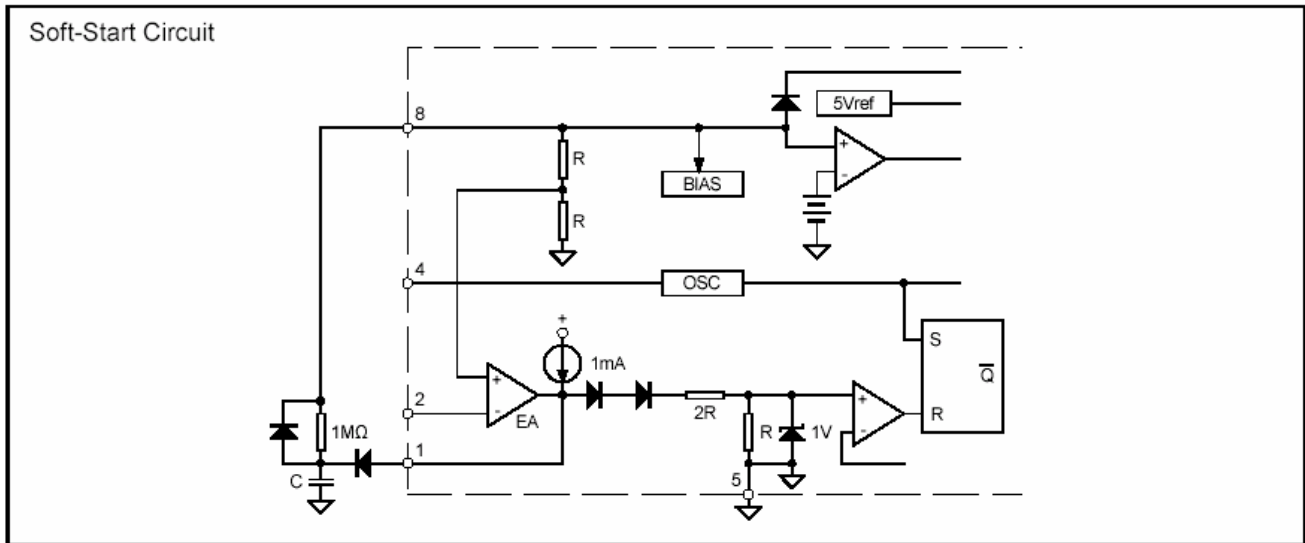 Soft-Start Circuit
8
5Vref
R
+
-
BIAS
R
4
OSC
S
+
1mA
Q̅
+
-
EA
2
2R
+
-
R
R
1V
1MΩ
1
C
5